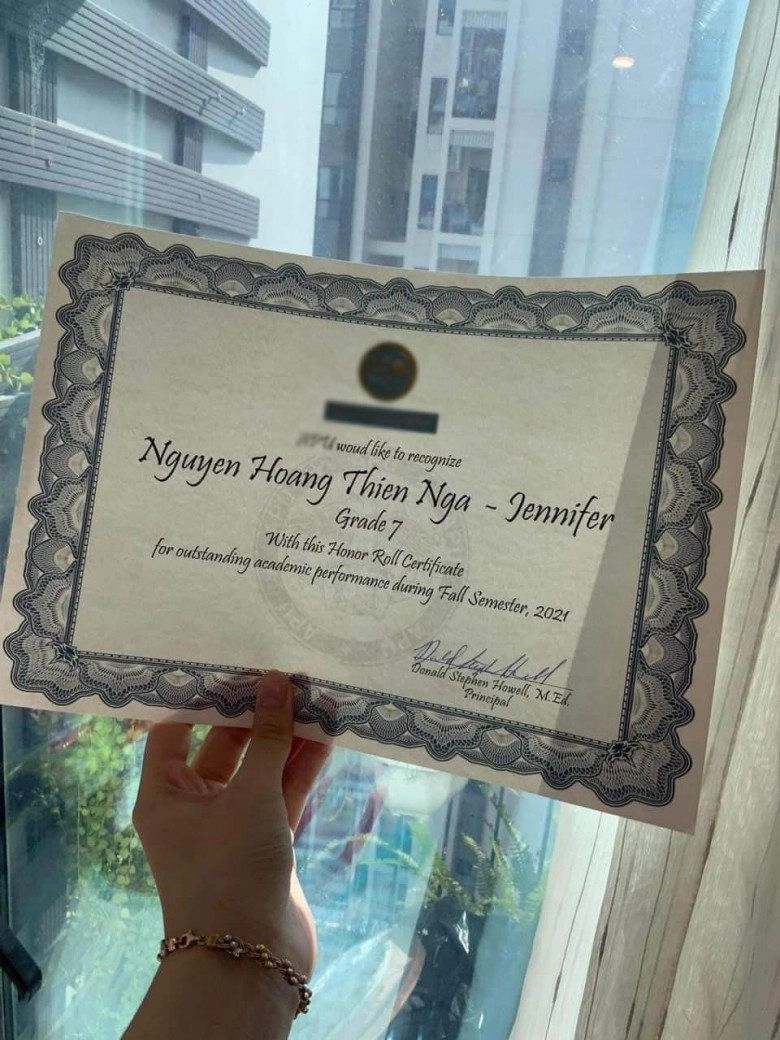 woud like to recognize
Nguyen Hoang Thien Nga - Jennifer
Grade 7
With this Honor Roll Certificate
for outstanding academic performance during Fall Semester, 2021
Donald Stephen Howell, M.Ed.
Principal